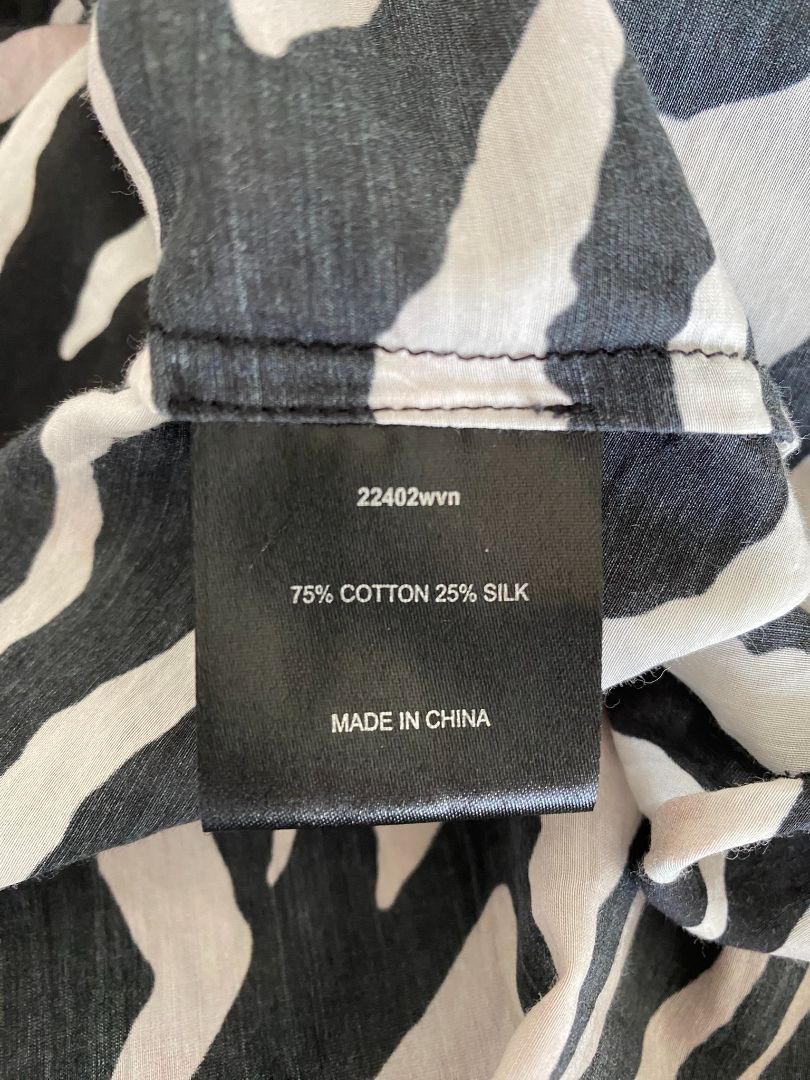 22402wvn
75% COTTON 25% SILK
MADE IN CHINA